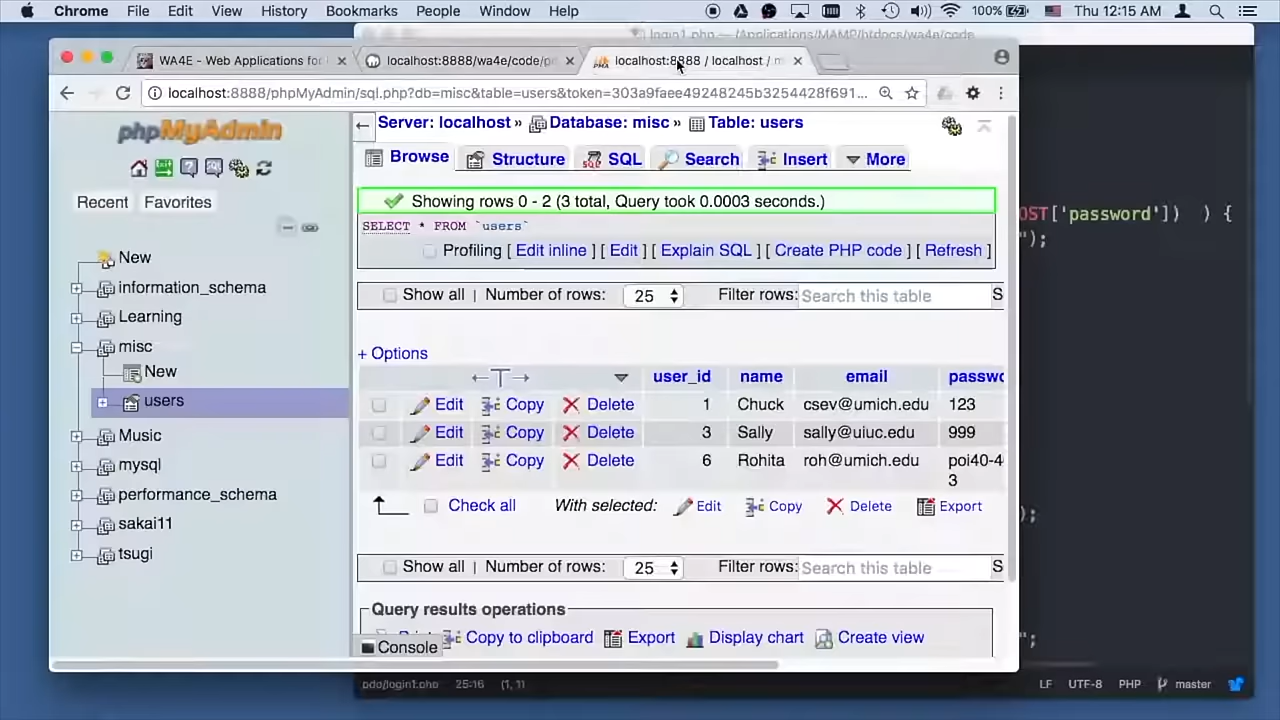 Chrome File Edit View History Bookmarks People Window Help 100% Thu 12:15 AM
login1.php — /Applications/MAMP/htdocs/wa4e/code
WA4E - Web Applications for localhost:8888/wa4e/code/p localhost:8888 / localhost / m
localhost:8888/phpMyAdmin/sql.php?db=misc&table=users&token=303a9faee49248245b3254428f691...
phpMyAdmin
Recent Favorites
New
information_schema
Learning
misc
New
users
Music
mysql
performance_schema
sakai11
tsugi
Server: localhost » Database: misc » Table: users
Browse Structure SQL Search Insert More
Showing rows 0 - 2 (3 total, Query took 0.0003 seconds.)
SELECT * FROM `users`
Profiling [ Edit inline ] [ Edit ] [ Explain SQL ] [ Create PHP code ] [ Refresh ]
Show all | Number of rows: 25 Filter rows: Search this table S
+ Options
←T→ user_id name email passwo
Edit Copy Delete 1 Chuck csev@umich.edu 123
Edit Copy Delete 3 Sally sally@uiuc.edu 999
Edit Copy Delete 6 Rohita roh@umich.edu poi40-4
3
Check all With selected: Edit Copy Delete Export
Show all | Number of rows: 25 Filter rows: Search this table S
Query results operations
Copy to clipboard Export Display chart Create view
Console
OST['password']) ) {
");
);
";
pdo/login1.php 25-16 (1, 1) LF UTF-8 PHP master